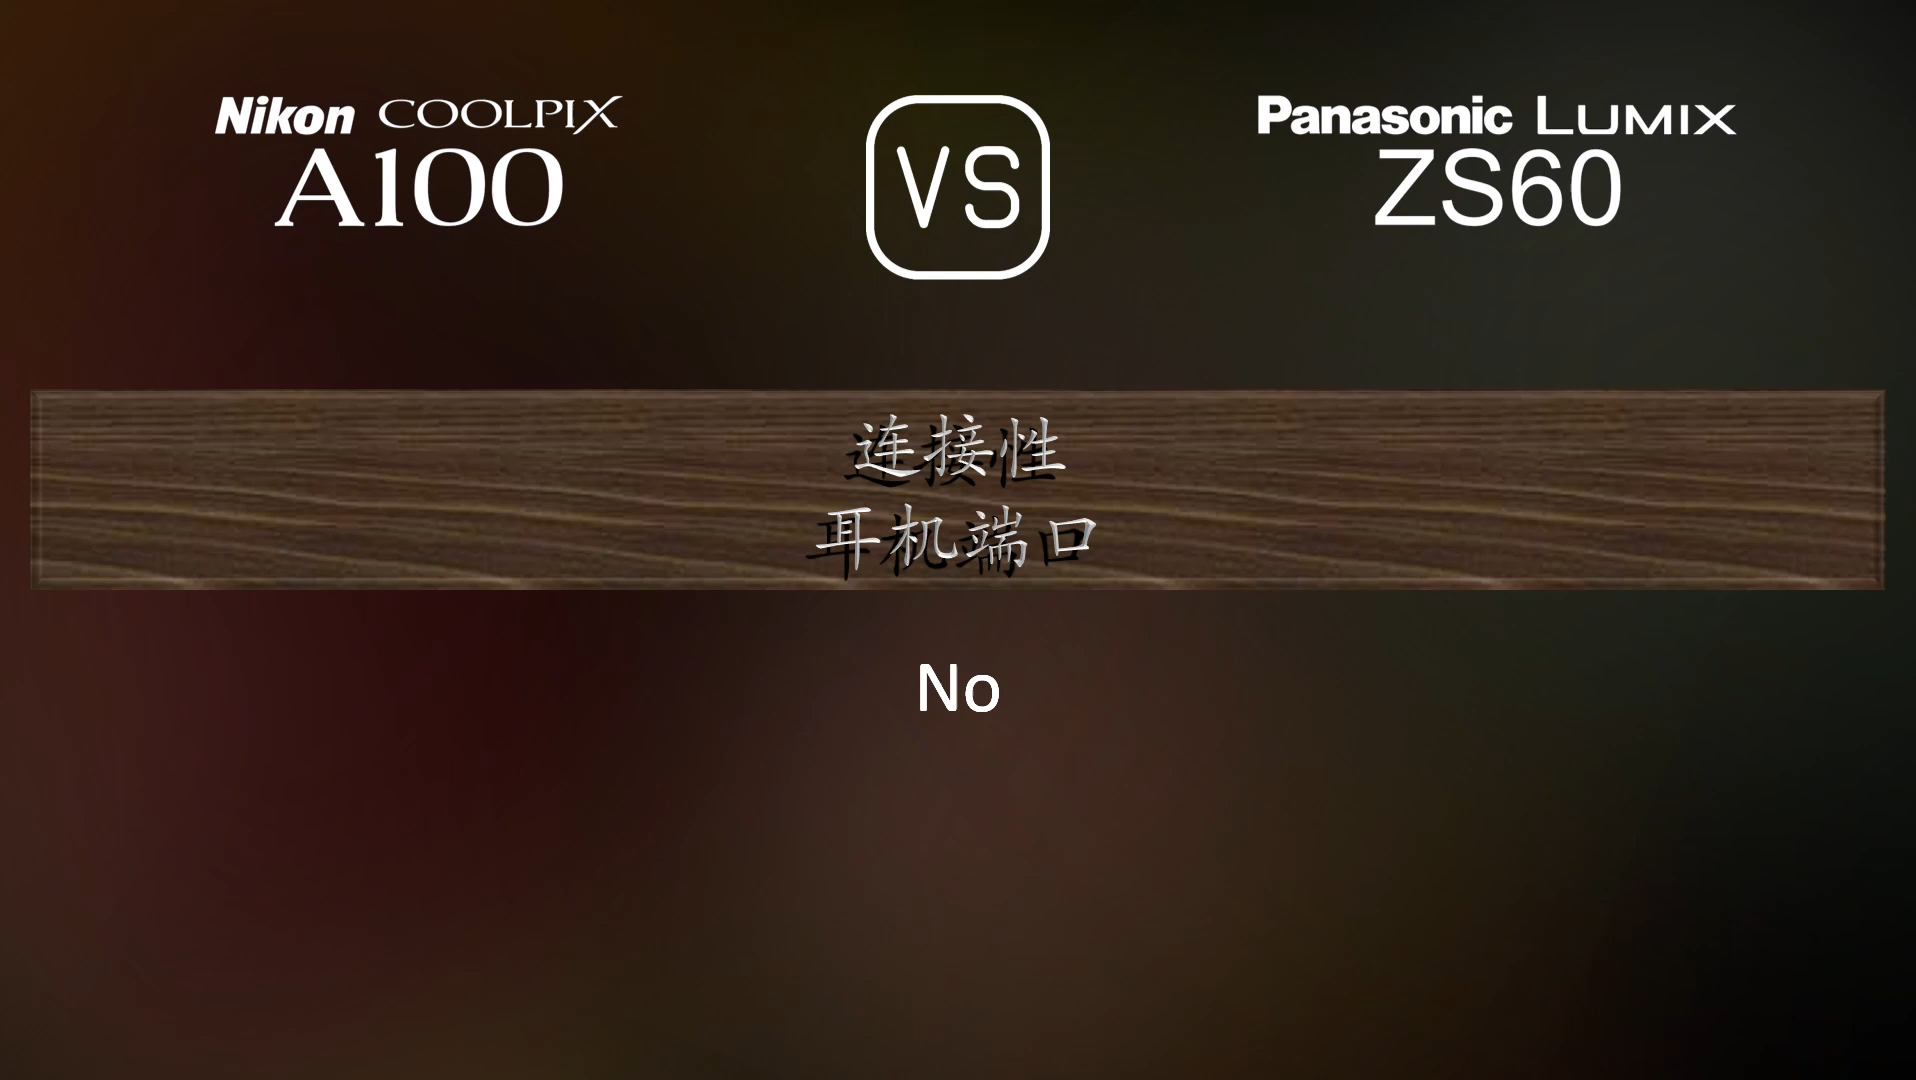 Nikon COOLPIX
A100
VS
Panasonic LUMIX
ZS60
连接性
耳机端口
No